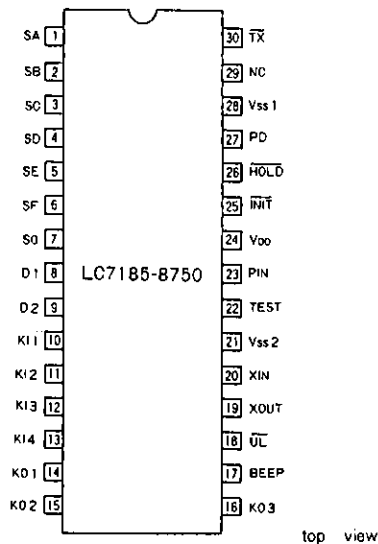 SA 1 30 TX
SB 2 29 NC
SC 3 28 Vss1
SD 4 27 PD
SE 5 26 HOLD
SF 6 25 INIT
SG 7 24 VDD
D1 8 LC7185-8750 23 PIN
D2 9 22 TEST
KI1 10 21 Vss2
KI2 11 20 XIN
KI3 12 19 XOUT
KI4 13 18 UL
KO1 14 17 BEEP
KO2 15 16 KO3
top view